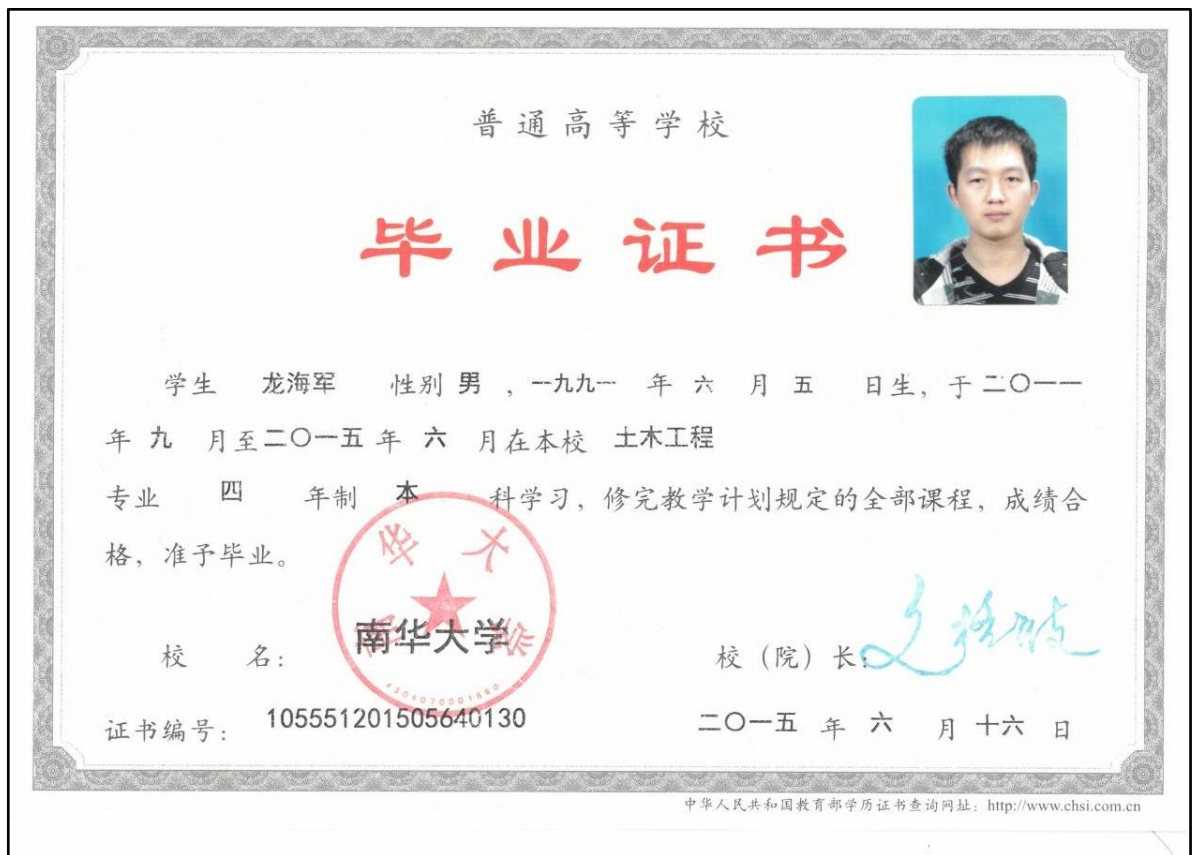 普通高等学校
毕业证书
学生 龙海军 性别 男 ,一九九一 年 六 月 五 日生, 于 二〇一一
年 九 月至 二〇一五 年 六 月在本校 土木工程
专业 四 年制 本 科学习, 修完教学计划规定的全部课程, 成绩合
格, 准予毕业。
南华大学
校 名: 南华大学 校 (院) 长:
证书编号: 105551201505640130 二〇一五 年 六 月 十六 日
中华人民共和国教育部学历证书查询网址: http://www.chsi.com.cn